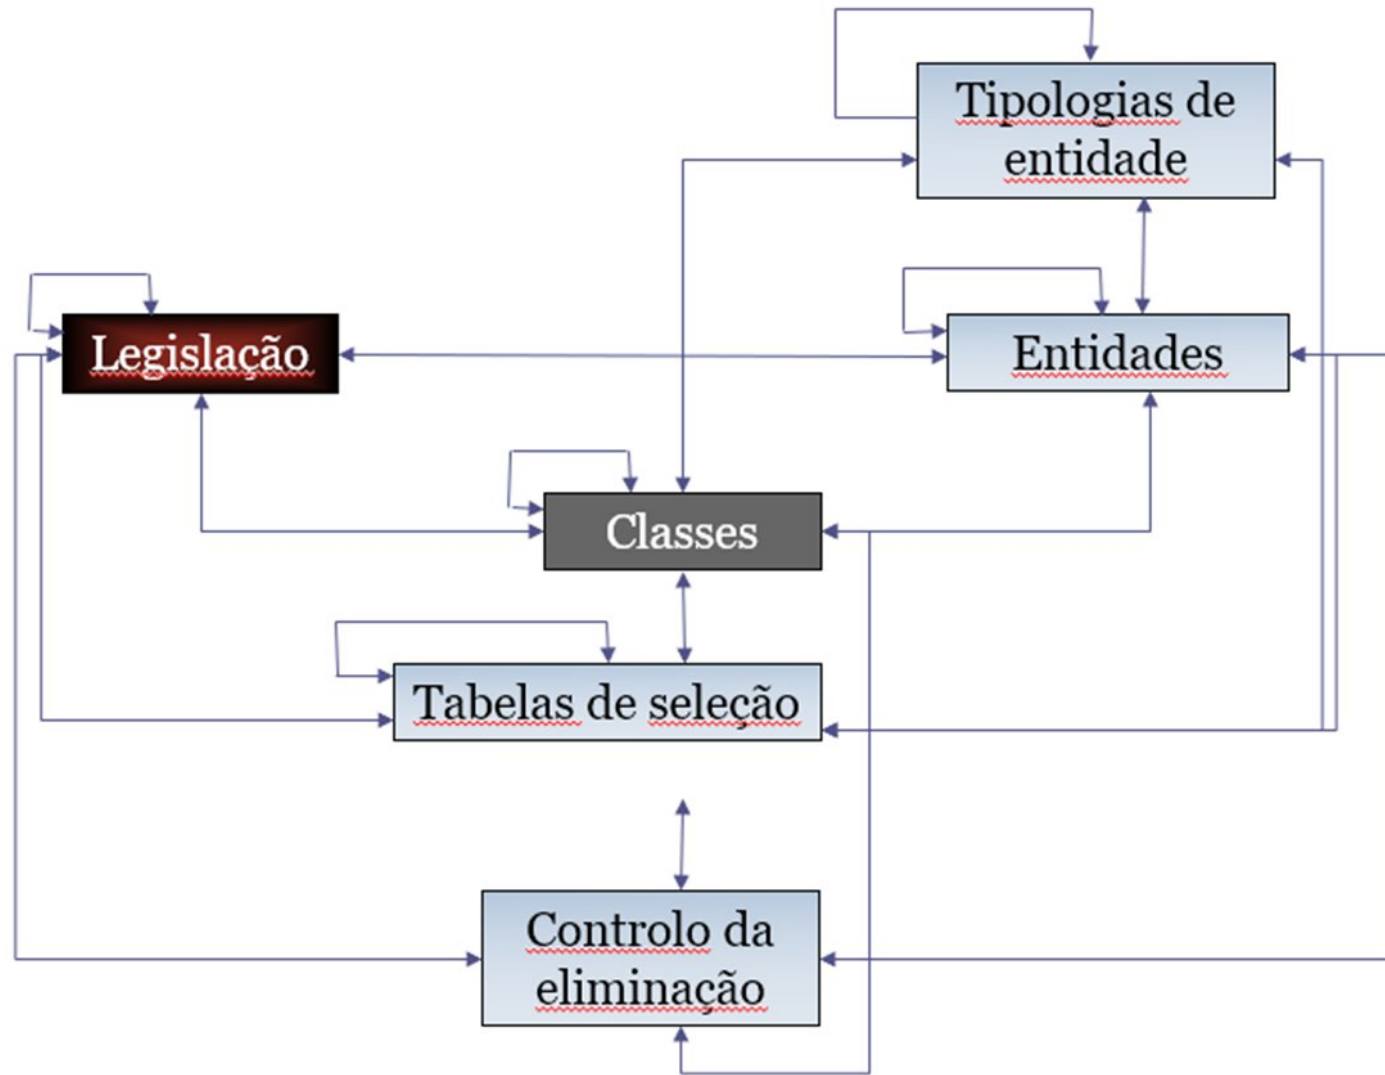 Tipologias de
entidade
Legislação
Entidades
Classes
Tabelas de seleção
Controlo da
eliminação